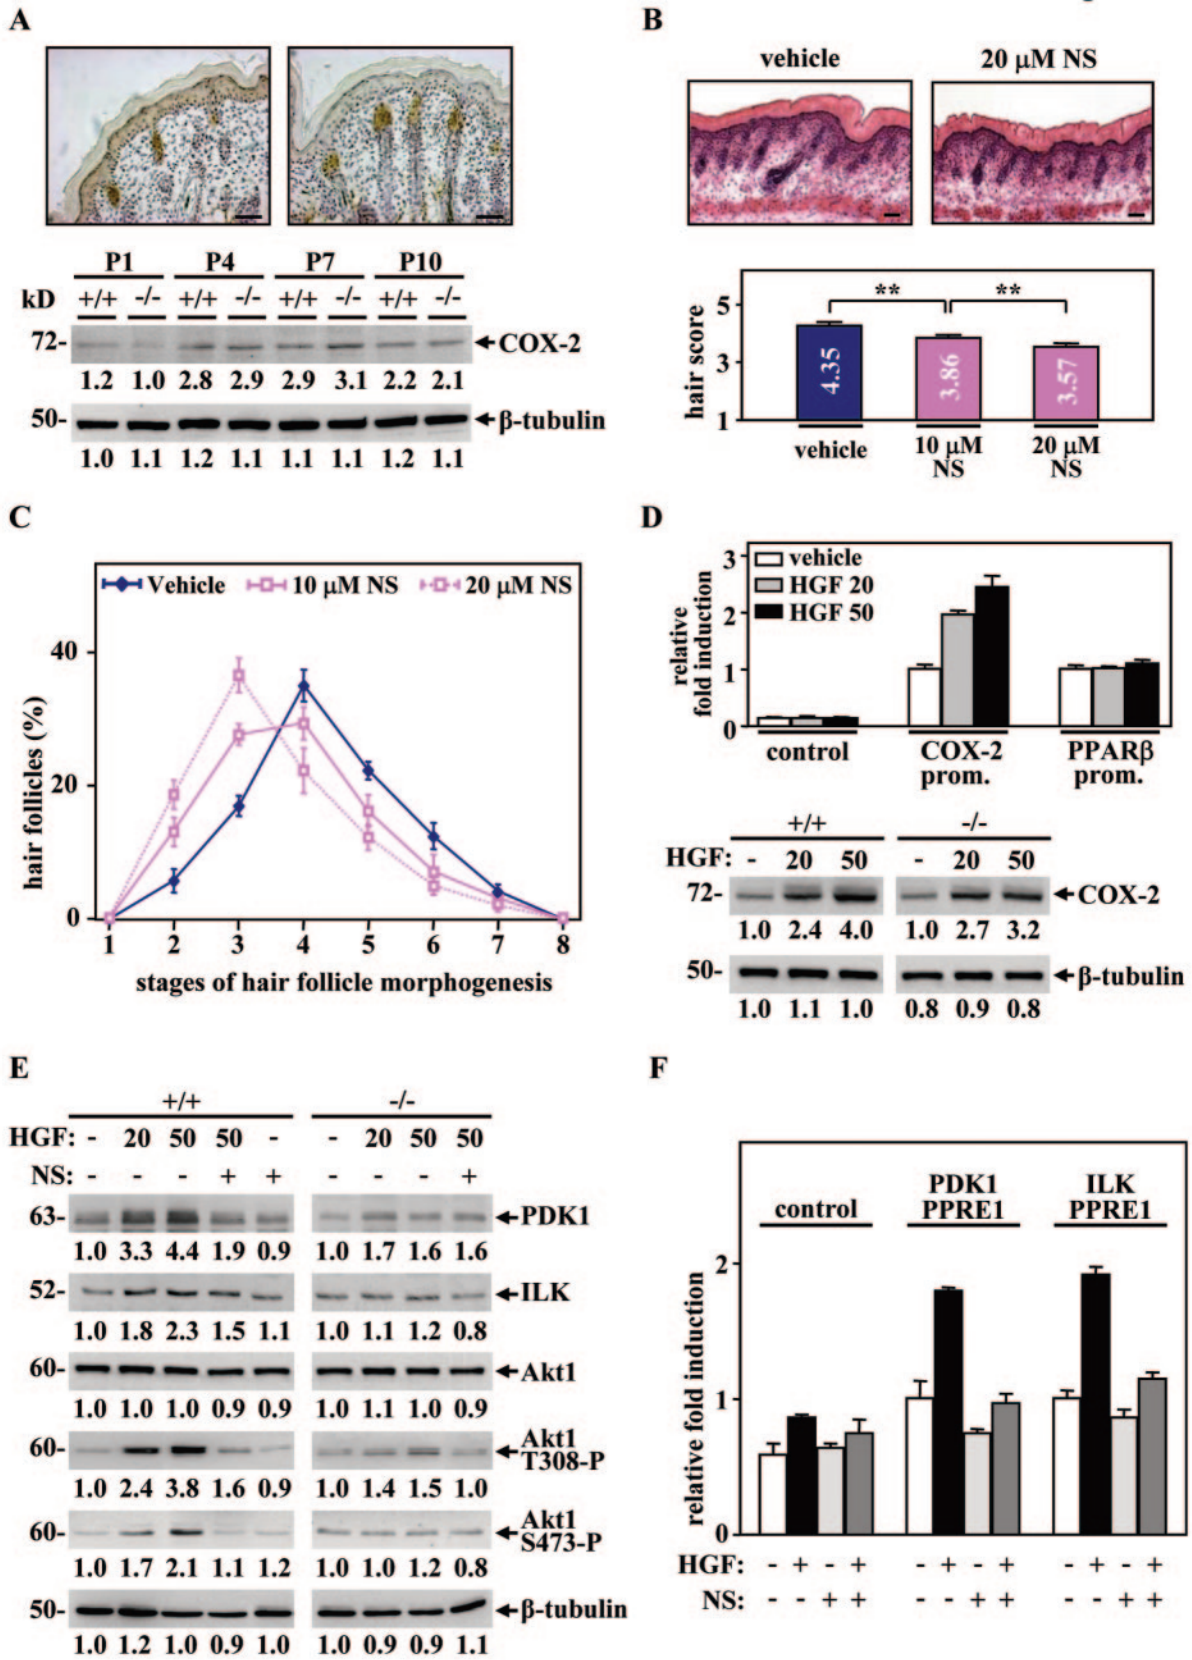 A
P1 P4 P7 P10
kD +/+ -/- +/+ -/- +/+ -/- +/+ -/-
72- COX-2
1.2 1.0 2.8 2.9 2.9 3.1 2.2 2.1
50- β-tubulin
1.0 1.1 1.2 1.1 1.1 1.1 1.2 1.1
B
vehicle 20 μM NS
** **
5
3
1
hair score
4.35 3.86 3.57
vehicle 10 μM NS 20 μM NS
C
Vehicle 10 μM NS 20 μM NS
40
20
0
hair follicles (%)
1 2 3 4 5 6 7 8
stages of hair follicle morphogenesis
D
3
2
1
0
relative
fold induction
vehicle
HGF 20
HGF 50
control COX-2 prom. PPARβ prom.
+/+ -/-
HGF: - 20 50 - 20 50
72- COX-2
1.0 2.4 4.0 1.0 2.7 3.2
50- β-tubulin
1.0 1.1 1.0 0.8 0.9 0.8
E
+/+ -/-
HGF: - 20 50 50 - - 20 50 50
NS: - - - + + - - - +
63- PDK1
1.0 3.3 4.4 1.9 0.9 1.0 1.7 1.6 1.6
52- ILK
1.0 1.8 2.3 1.5 1.1 1.0 1.1 1.2 0.8
60- Akt1
1.0 1.0 1.0 0.9 0.9 1.0 1.1 1.0 0.9
60- Akt1 T308-P
1.0 2.4 3.8 1.6 0.9 1.0 1.4 1.5 1.0
60- Akt1 S473-P
1.0 1.7 2.1 1.1 1.2 1.0 1.0 1.2 0.8
50- β-tubulin
1.0 1.2 1.0 0.9 1.0 1.0 0.9 0.9 1.1
F
control PDK1 PPRE1 ILK PPRE1
2
1
0
relative fold induction
HGF: - + - + - + - + - + - +
NS: - - + + - - + + - - + +